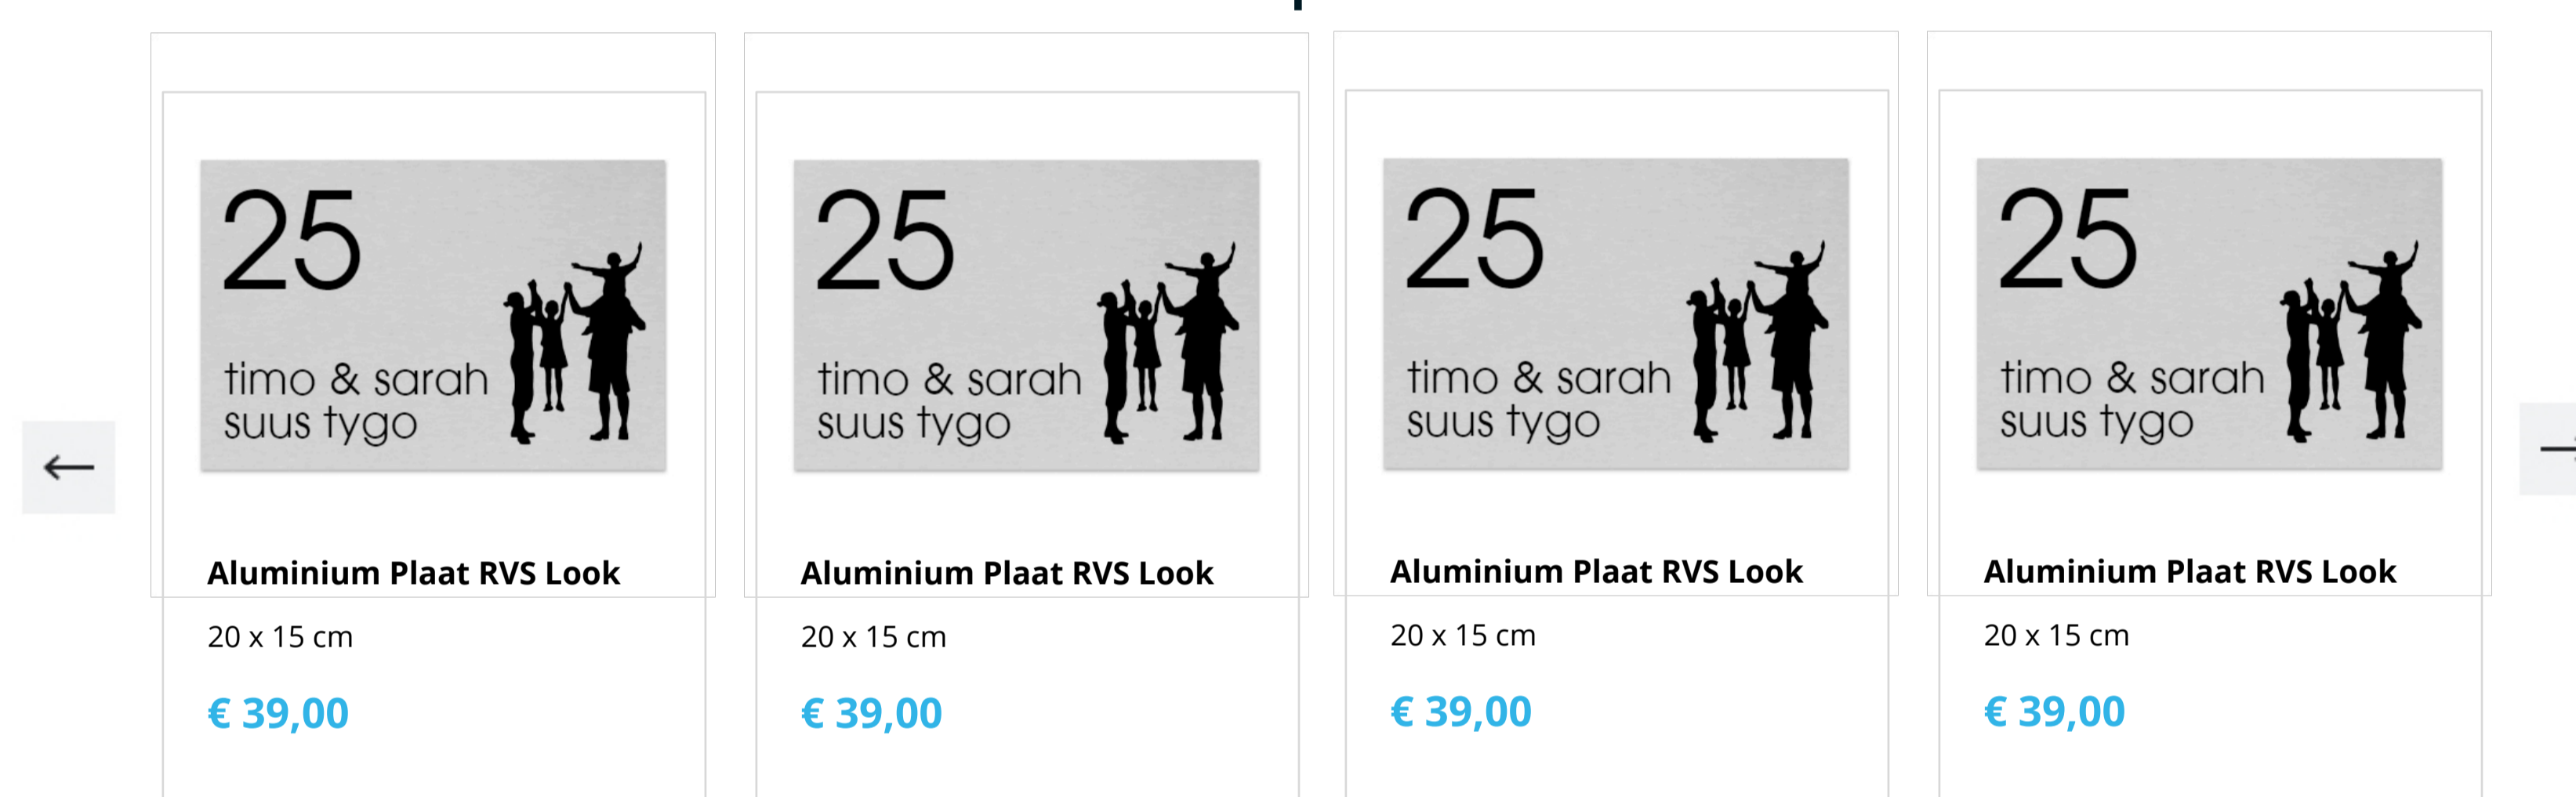 25
timo & sarah
suus tygo
Aluminium Plaat RVS Look
20 x 15 cm
€ 39,00
25
timo & sarah
suus tygo
Aluminium Plaat RVS Look
20 x 15 cm
€ 39,00
25
timo & sarah
suus tygo
Aluminium Plaat RVS Look
20 x 15 cm
€ 39,00
25
timo & sarah
suus tygo
Aluminium Plaat RVS Look
20 x 15 cm
€ 39,00